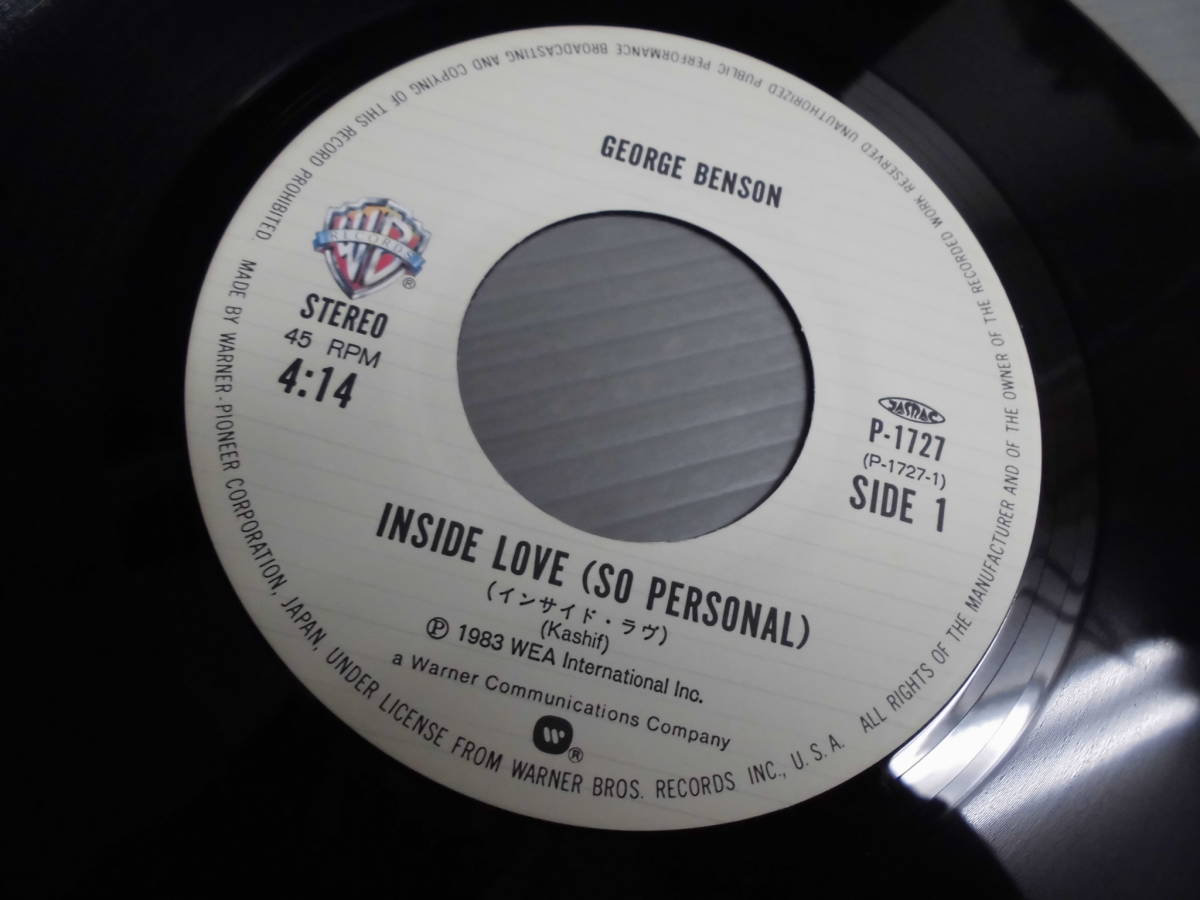 GEORGE BENSON
WB
RECORDS
®
STEREO
45 RPM
4:14
JASRAC
P-1727
(P-1727-1)
SIDE 1
INSIDE LOVE (SO PERSONAL)
(インサイド・ラヴ)
(Kashif)
℗ 1983 WEA International Inc.
a Warner Communications Company
®
MADE BY WARNER-PIONEER CORPORATION, JAPAN, UNDER LICENSE FROM WARNER BROS. RECORDS INC., U.S.A. ALL RIGHTS OF THE MANUFACTURER AND OF THE OWNER OF THE RECORDED WORK RESERVED UNAUTHORIZED PUBLIC PERFORMANCE BROADCASTING AND COPYING OF THIS RECORD PROHIBITED.